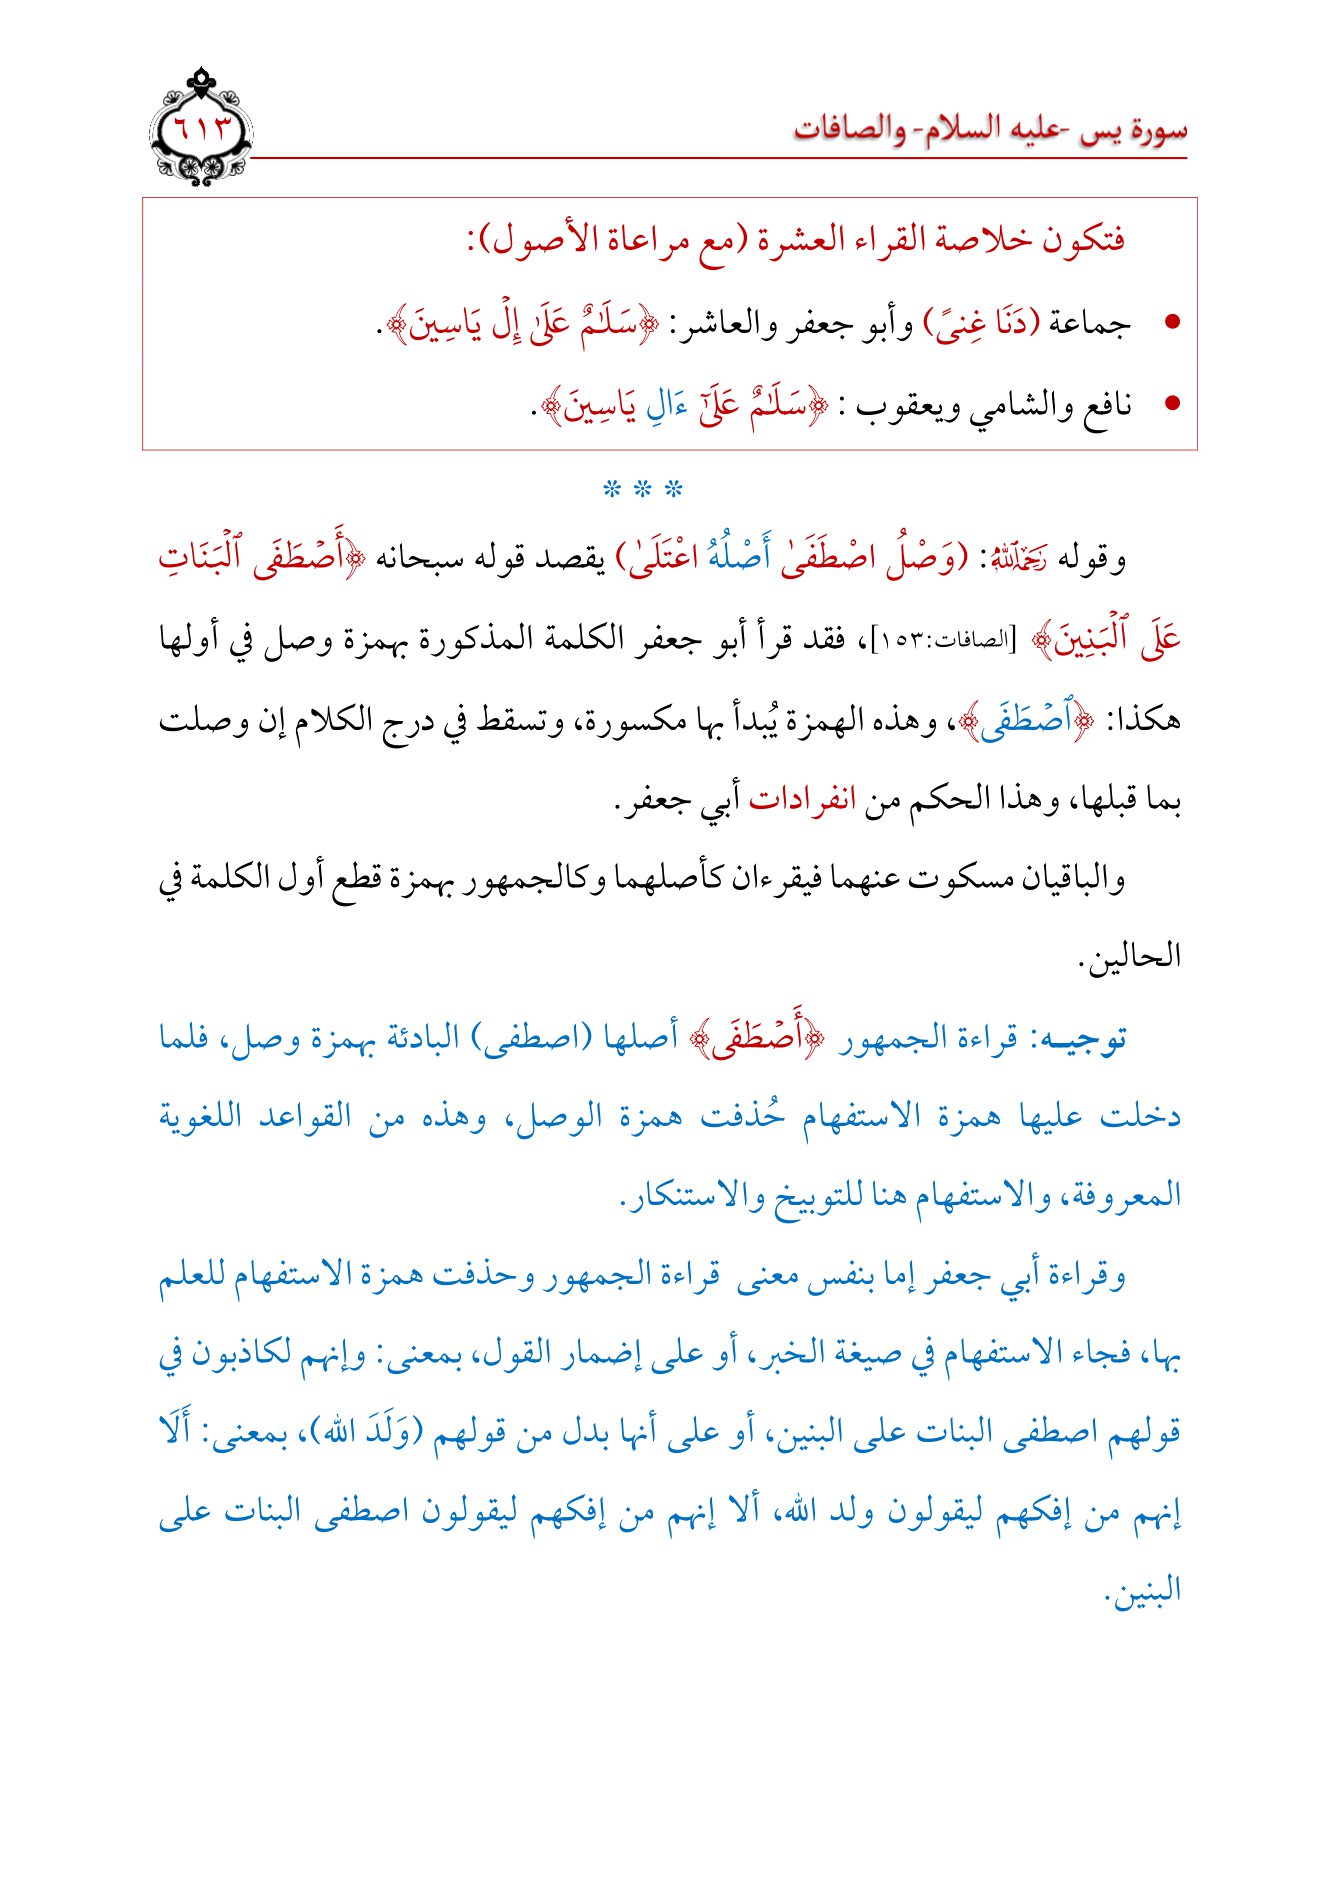 سورة يس -عليه السلام- والصافات
٦١٣
فتكون خلاصة القراء العشرة (مع مراعاة الأصول):
• جماعة (دَنَا غِنىً) وأبو جعفر والعاشر: ﴿سَلَٰمٌ عَلَىٰ إِلْ يَاسِينَ﴾.
• نافع والشامي ويعقوب : ﴿سَلَٰمٌ عَلَىٰٓ ءَالِ يَاسِينَ﴾.
* * *
وقوله رَحِمَهُ اللَّهُ: (وَصْلُ اصْطَفَىٰ أَصْلُهُ اعْتَلَىٰ) يقصد قوله سبحانه ﴿أَصْطَفَى ٱلْبَنَاتِ
عَلَى ٱلْبَنِينَ﴾ [الصافات:١٥٣]، فقد قرأ أبو جعفر الكلمة المذكورة بهمزة وصل في أولها
هكذا: ﴿ٱصْطَفَى﴾، وهذه الهمزة يُبدأ بها مكسورة، وتسقط في درج الكلام إن وصلت
بما قبلها، وهذا الحكم من انفرادات أبي جعفر.
والباقيان مسكوت عنهما فيقرءان كأصلهما وكالجمهور بهمزة قطع أول الكلمة في
الحالين.
توجيـه: قراءة الجمهور ﴿أَصْطَفَى﴾ أصلها (اصطفى) البادئة بهمزة وصل، فلما
دخلت عليها همزة الاستفهام حُذفت همزة الوصل، وهذه من القواعد اللغوية
المعروفة، والاستفهام هنا للتوبيخ والاستنكار.
وقراءة أبي جعفر إما بنفس معنى قراءة الجمهور وحذفت همزة الاستفهام للعلم
بها، فجاء الاستفهام في صيغة الخبر، أو على إضمار القول، بمعنى: وإنهم لكاذبون في
قولهم اصطفى البنات على البنين، أو على أنها بدل من قولهم (وَلَدَ الله)، بمعنى: أَلَا
إنهم من إفكهم ليقولون ولد الله، ألا إنهم من إفكهم ليقولون اصطفى البنات على
البنين.